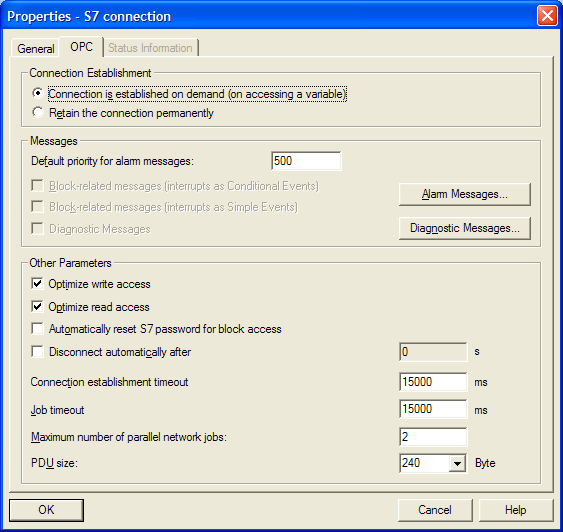 Properties - S7 connection
General OPC Status Information
Connection Establishment
Connection is established on demand (on accessing a variable)
Retain the connection permanently
Messages
Default priority for alarm messages: 500
Block-related messages (interrupts as Conditional Events)
Alarm Messages...
Block-related messages (interrupts as Simple Events)
Diagnostic Messages
Diagnostic Messages...
Other Parameters
Optimize write access
Optimize read access
Automatically reset S7 password for block access
Disconnect automatically after 0 s
Connection establishment timeout 15000 ms
Job timeout 15000 ms
Maximum number of parallel network jobs: 2
PDU size: 240 Byte
OK Cancel Help